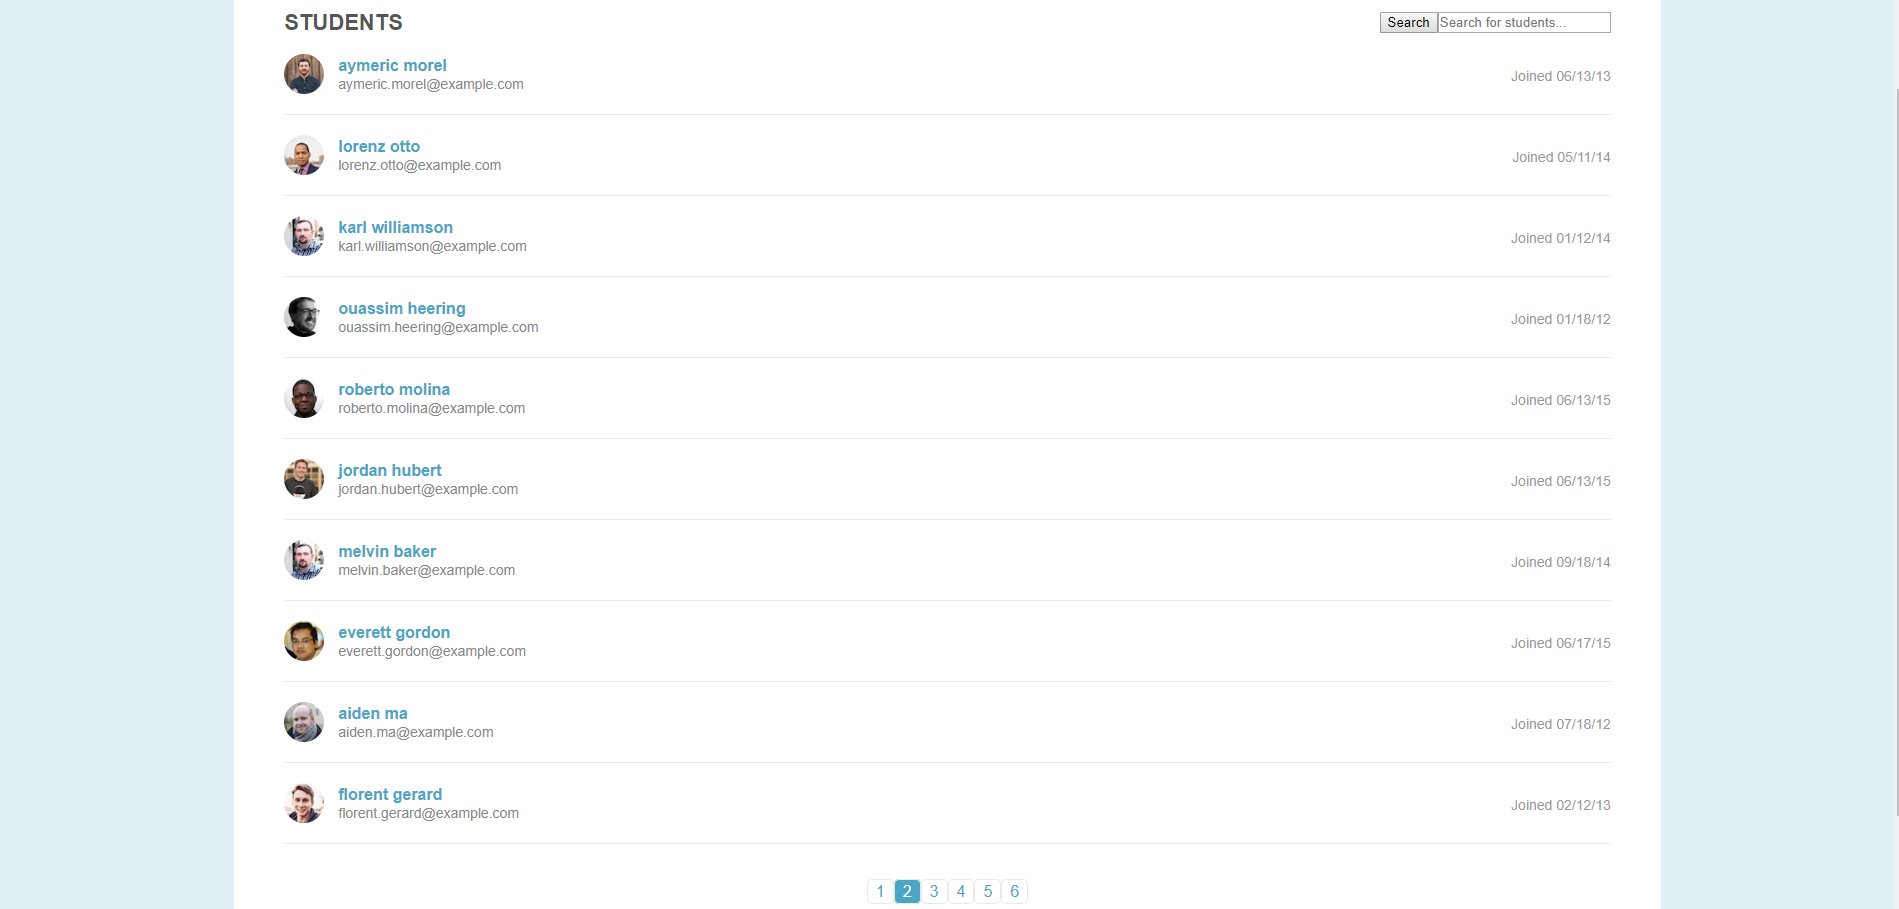 STUDENTS
Search Search for students...
aymeric morel
aymeric.morel@example.com
Joined 06/13/13
lorenz otto
lorenz.otto@example.com
Joined 05/11/14
karl williamson
karl.williamson@example.com
Joined 01/12/14
ouassim heering
ouassim.heering@example.com
Joined 01/18/12
roberto molina
roberto.molina@example.com
Joined 06/13/15
jordan hubert
jordan.hubert@example.com
Joined 06/13/15
melvin baker
melvin.baker@example.com
Joined 09/18/14
everett gordon
everett.gordon@example.com
Joined 06/17/15
aiden ma
aiden.ma@example.com
Joined 07/18/12
florent gerard
florent.gerard@example.com
Joined 02/12/13
1 2 3 4 5 6